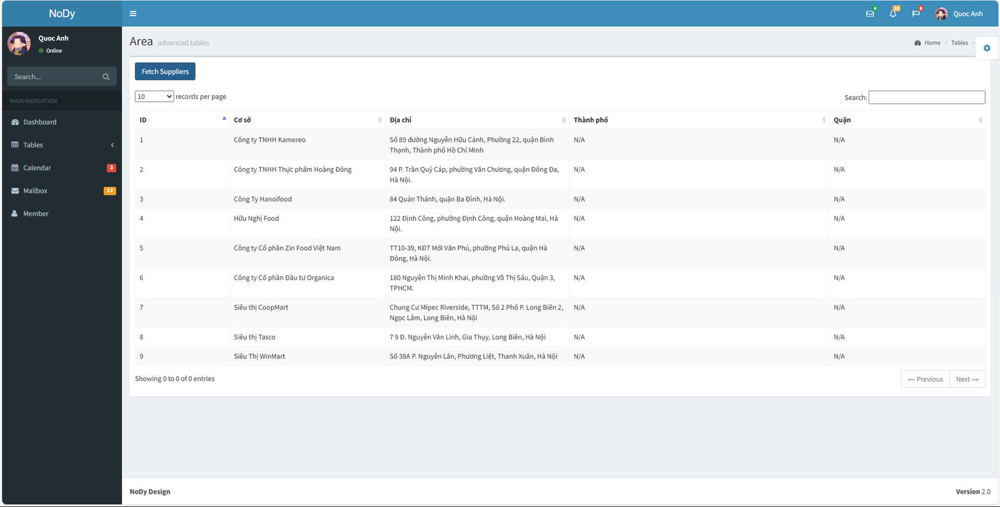 NoDy
4
10
9
Quoc Anh
Quoc Anh
Online
Search...
MAIN NAVIGATION
Dashboard
Tables
Calendar 3
Mailbox 12
Member
Area advanced tables
Home > Tables >
Fetch Suppliers
10 records per page
Search:
ID Cơ sở Địa chỉ Thành phố Quận
1 Công ty TNHH Kamereo Số 89 đường Nguyễn Hữu Cảnh, Phường 22, quận Bình N/A N/A
Thạnh, Thành phố Hồ Chí Minh
2 Công ty TNHH Thực phẩm Hoàng Đông 94 P. Trần Quý Cáp, phường Văn Chương, quận Đống Đa, N/A N/A
Hà Nội.
3 Công Ty Hanoifood 84 Quán Thánh, quận Ba Đình, Hà Nội. N/A N/A
4 Hữu Nghị Food 122 Định Công, phường Định Công, quận Hoàng Mai, Hà N/A N/A
Nội.
5 Công ty Cổ phần Zin Food Việt Nam TT10-39, KĐT Mới Văn Phú, phường Phú La, quận Hà N/A N/A
Đông, Hà Nội.
6 Công ty Cổ phần Đầu tư Organica 180 Nguyễn Thị Minh Khai, phường Võ Thị Sáu, Quận 3, N/A N/A
TPHCM.
7 Siêu thị CoopMart Chung Cư Mipec Riverside, TTTM, Số 2 Phố P. Long Biên 2, N/A N/A
Ngọc Lâm, Long Biên, Hà Nội
8 Siêu thị Tasco 7 9 Đ. Nguyễn Văn Linh, Gia Thụy, Long Biên, Hà Nội N/A N/A
9 Siêu Thị WinMart Số 38A P. Nguyễn Lân, Phương Liệt, Thanh Xuân, Hà Nội N/A N/A
Showing 0 to 0 of 0 entries
← Previous Next →
NoDy Design
Version 2.0